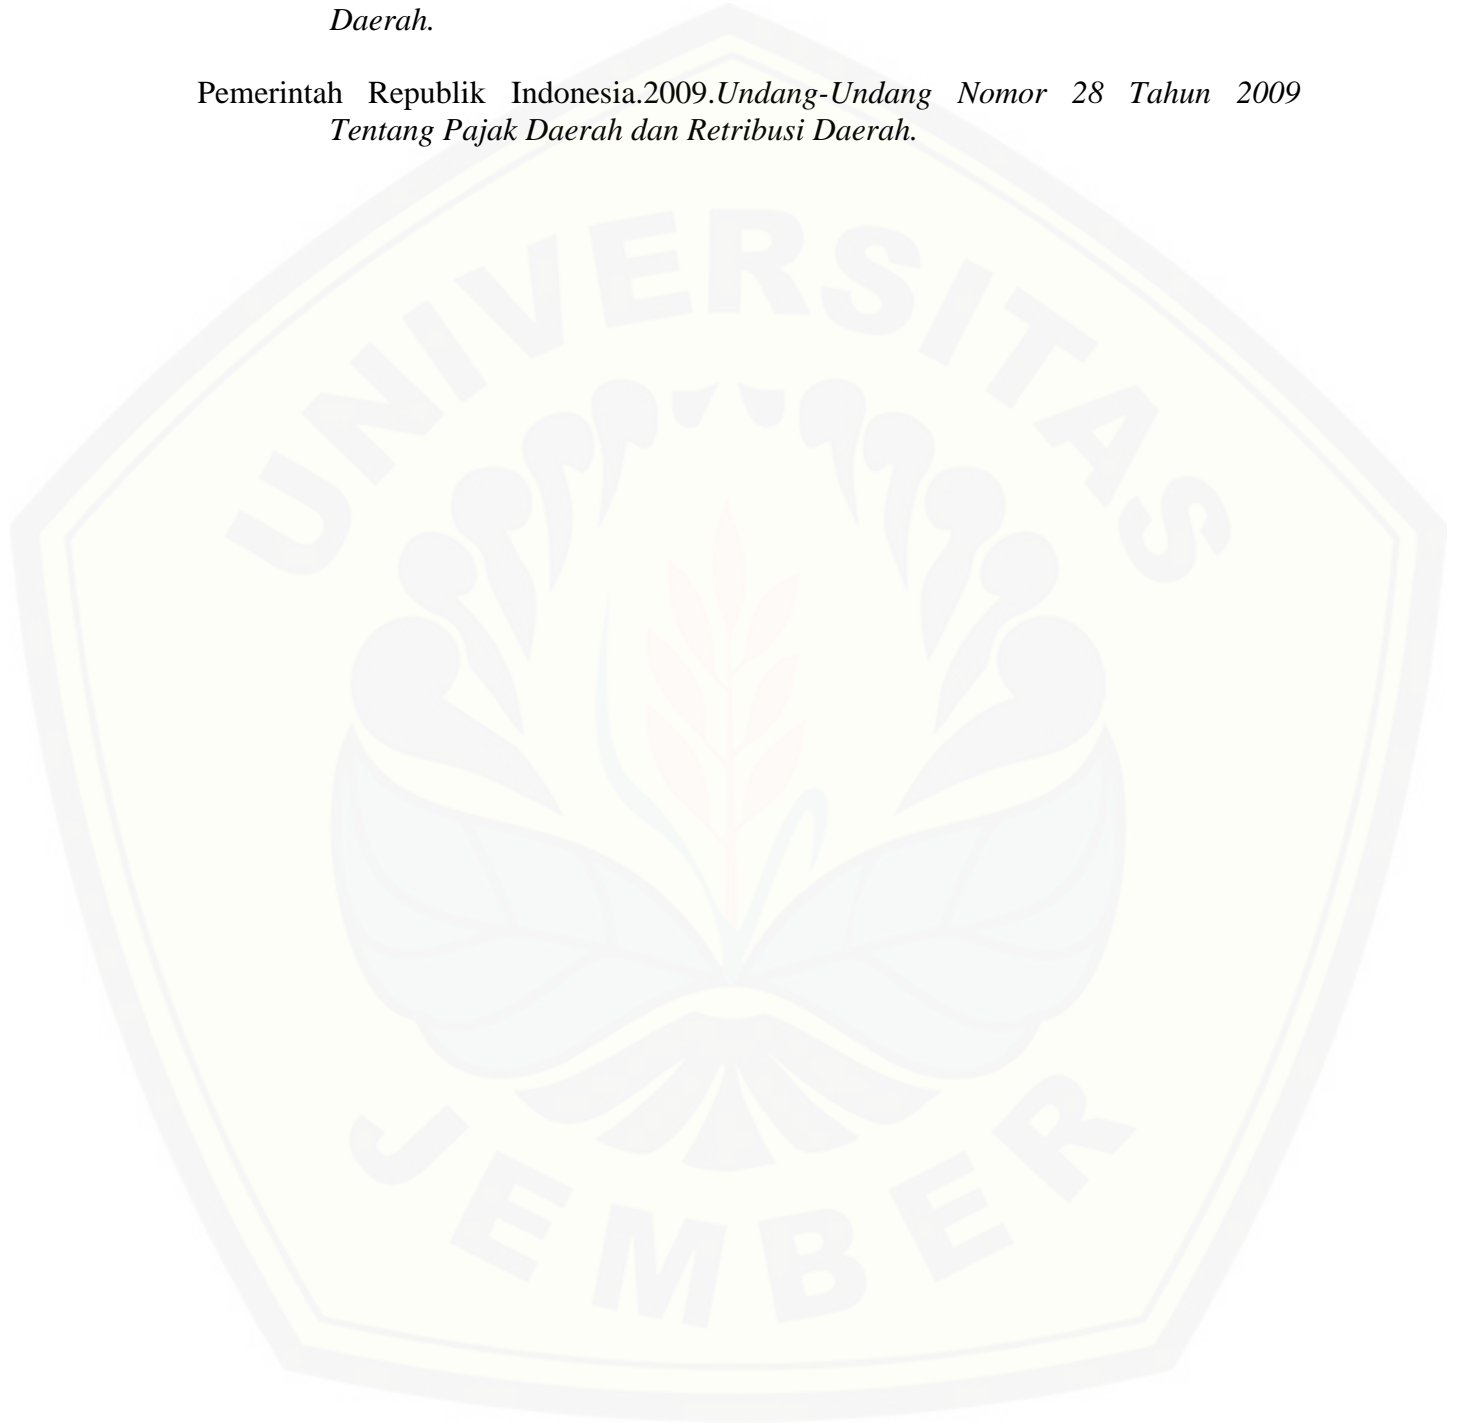 Daerah.
Pemerintah Republik Indonesia.2009.Undang-Undang Nomor 28 Tahun 2009
Tentang Pajak Daerah dan Retribusi Daerah.
UNIVERSITAS
JEMBER